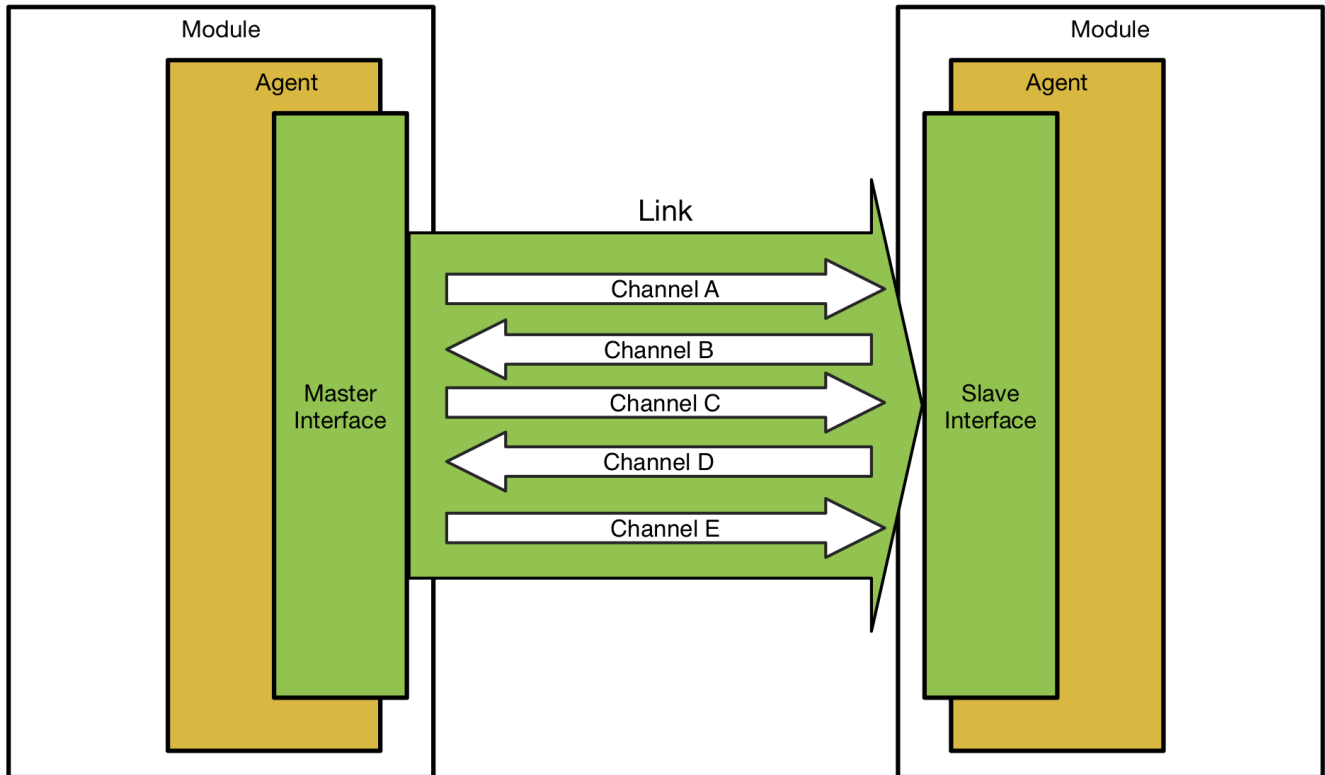 Module
Module
Agent
Agent
Link
Channel A
Channel B
Channel C
Channel D
Channel E
Master
Interface
Slave
Interface